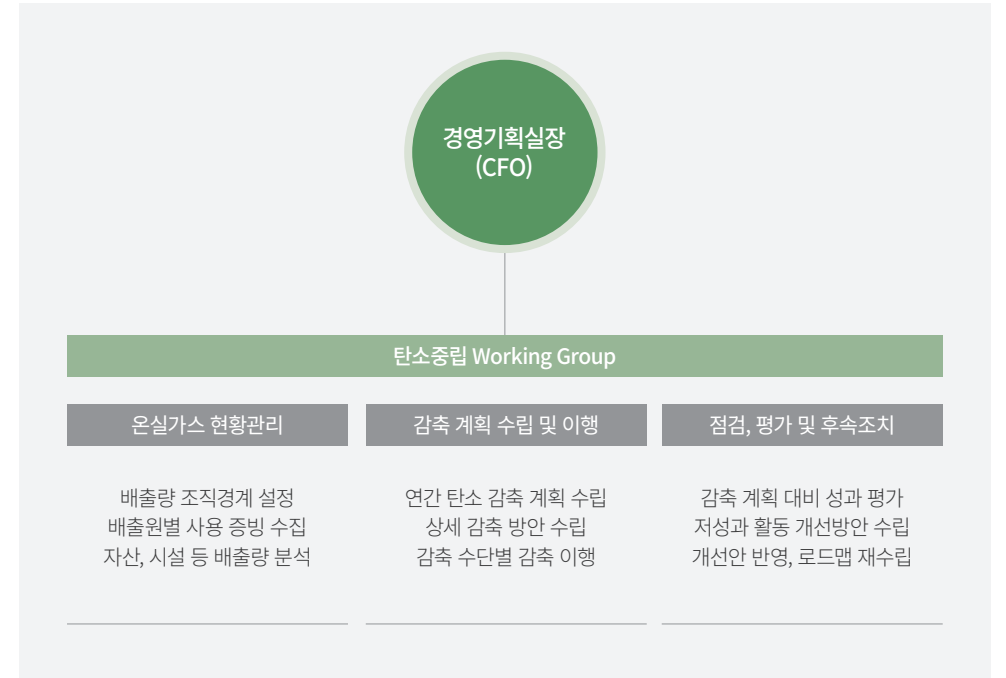 경영기획실장
(CFO)
탄소중립 Working Group
온실가스 현황관리
배출량 조직경계 설정
배출원별 사용 증빙 수집
자산, 시설 등 배출량 분석
감축 계획 수립 및 이행
연간 탄소 감축 계획 수립
상세 감축 방안 수립
감축 수단별 감축 이행
점검, 평가 및 후속조치
감축 계획 대비 성과 평가
저성과 활동 개선방안 수립
개선안 반영, 로드맵 재수립